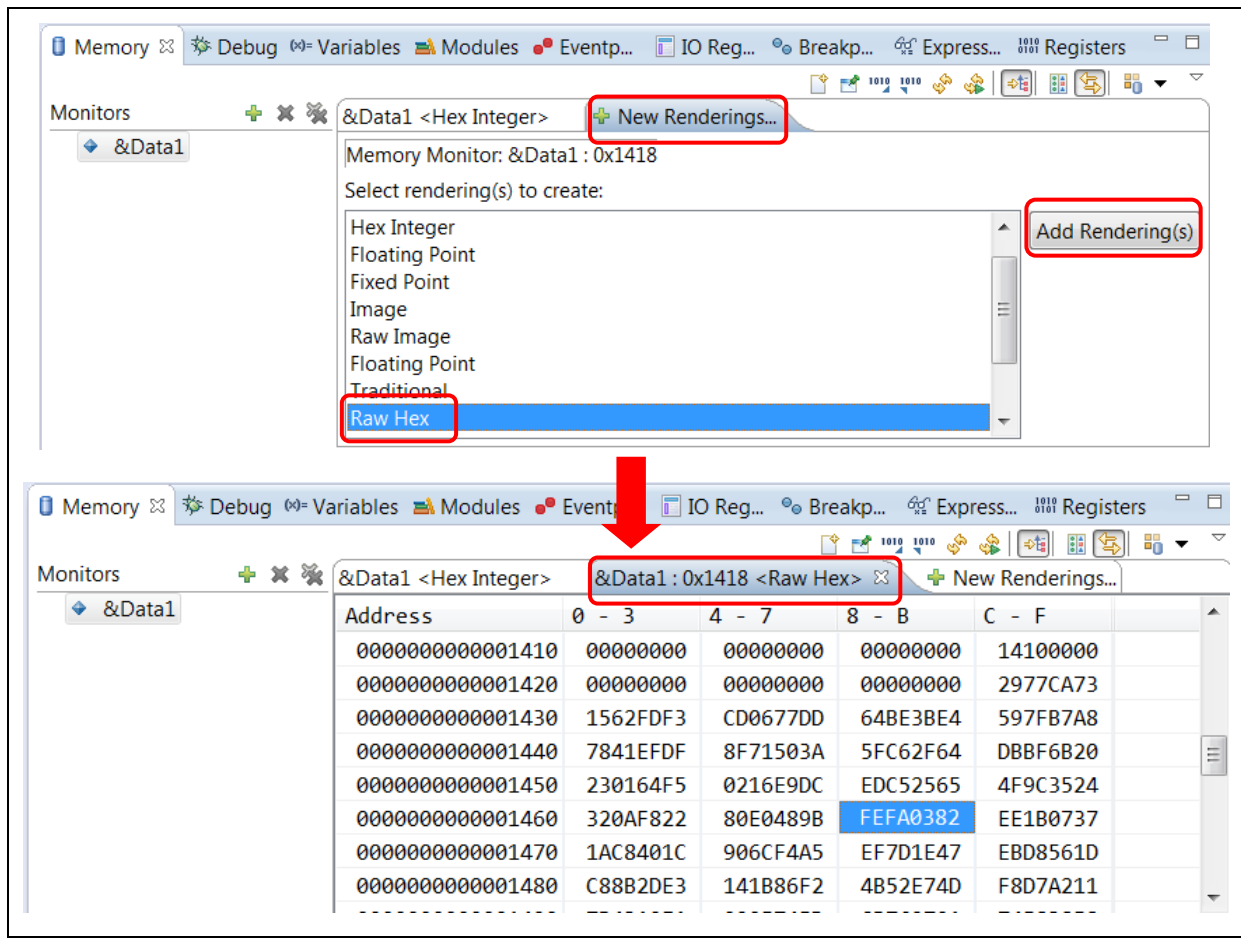 Memory Debug (x)= Variables Modules Eventp... IO Reg... Breakp... Express... Registers
Monitors &Data1 <Hex Integer> New Renderings...
&Data1 Memory Monitor: &Data1 : 0x1418
Select rendering(s) to create:
Hex Integer Add Rendering(s)
Floating Point
Fixed Point
Image
Raw Image
Floating Point
Traditional
Raw Hex
Memory Debug (x)= Variables Modules IO Reg... Breakp... Express... Registers
Monitors &Data1 <Hex Integer> &Data1 : 0x1418 <Raw Hex> New Renderings...
&Data1 Address 0 - 3 4 - 7 8 - B C - F
0000000000001410 00000000 00000000 00000000 14100000
0000000000001420 00000000 00000000 00000000 2977CA73
0000000000001430 1562FDF3 CD0677DD 64BE3BE4 597FB7A8
0000000000001440 7841EFDF 8F71503A 5FC62F64 DBBF6B20
0000000000001450 230164F5 0216E9DC EDC52565 4F9C3524
0000000000001460 320AF822 80E0489B FEFA0382 EE1B0737
0000000000001470 1AC8401C 906CF4A5 EF7D1E47 EBD8561D
0000000000001480 C88B2DE3 141B86F2 4B52E74D F8D7A211